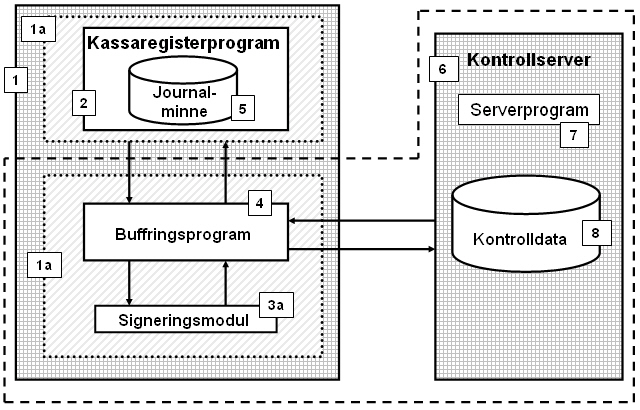 1a
Kassaregisterprogram
1
2
Journal-
minne
5
Kontrollserver
6
Serverprogram
7
4
Buffringsprogram
1a
Kontrolldata
8
3a
Signeringsmodul